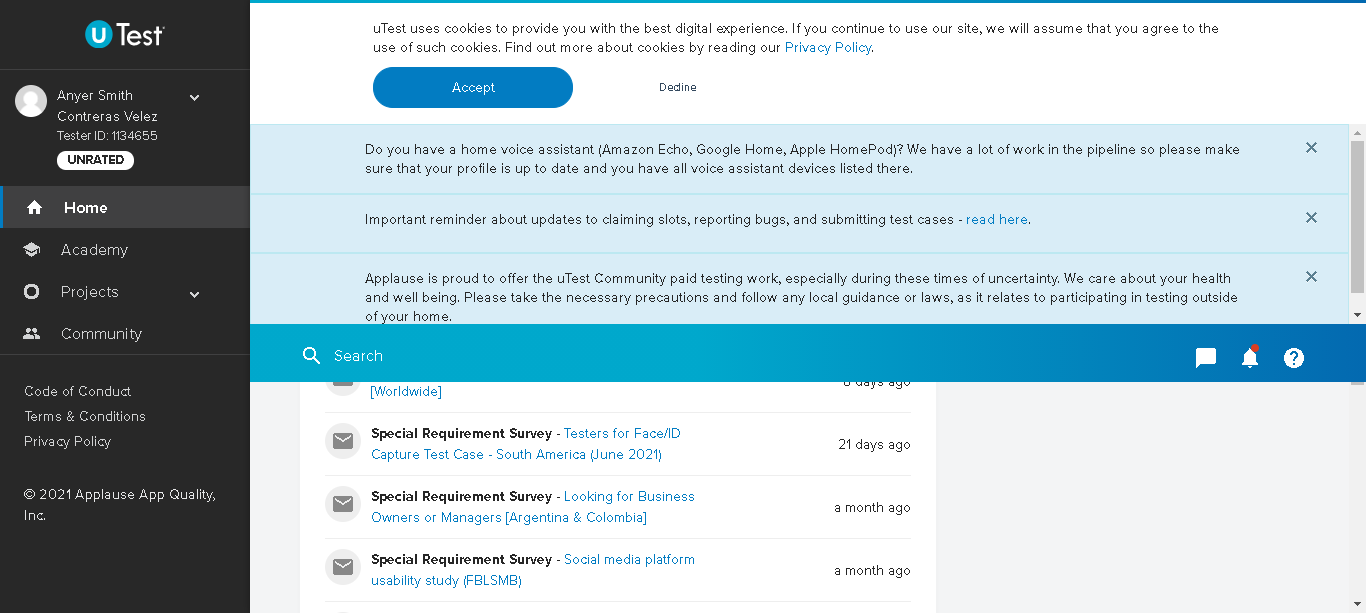 uTest
Anyer Smith
Contreras Velez
Tester ID: 1134655
UNRATED
Home
Academy
Projects
Community
Code of Conduct
Terms & Conditions
Privacy Policy
© 2021 Applause App Quality,
Inc.
uTest uses cookies to provide you with the best digital experience. If you continue to use our site, we will assume that you agree to the
use of such cookies. Find out more about cookies by reading our Privacy Policy.
Accept
Decline
Do you have a home voice assistant (Amazon Echo, Google Home, Apple HomePod)? We have a lot of work in the pipeline so please make
sure that your profile is up to date and you have all voice assistant devices listed there.
Important reminder about updates to claiming slots, reporting bugs, and submitting test cases - read here.
Applause is proud to offer the uTest Community paid testing work, especially during these times of uncertainty. We care about your health
and well being. Please take the necessary precautions and follow any local guidance or laws, as it relates to participating in testing outside
of your home.
Search
[Worldwide]
days ago
Special Requirement Survey - Testers for Face/ID
Capture Test Case - South America (June 2021)
21 days ago
Special Requirement Survey - Looking for Business
Owners or Managers [Argentina & Colombia]
a month ago
Special Requirement Survey - Social media platform
usability study (FBLSMB)
a month ago